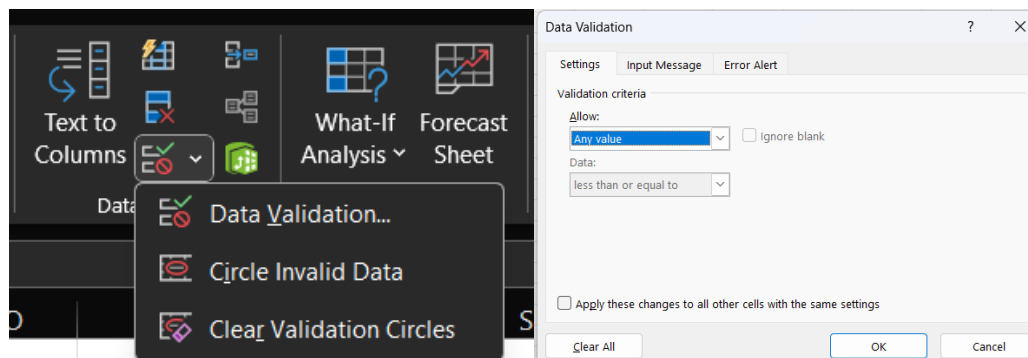 Text to
Columns
What-If
Analysis
Forecast
Sheet
Data
Data Validation...
Circle Invalid Data
Clear Validation Circles
Data Validation
?
Settings
Input Message
Error Alert
Validation criteria
Allow:
Any value
Ignore blank
Data:
less than or equal to
Apply these changes to all other cells with the same settings
Clear All
OK
Cancel